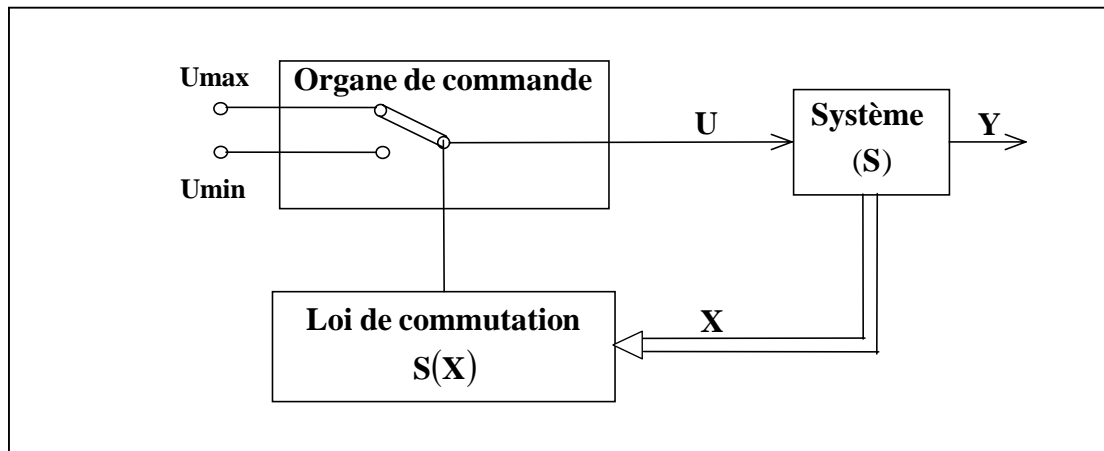 Umax
Organe de commande
Umin
U
Système
(S)
Y
Loi de commutation
S(X)
X